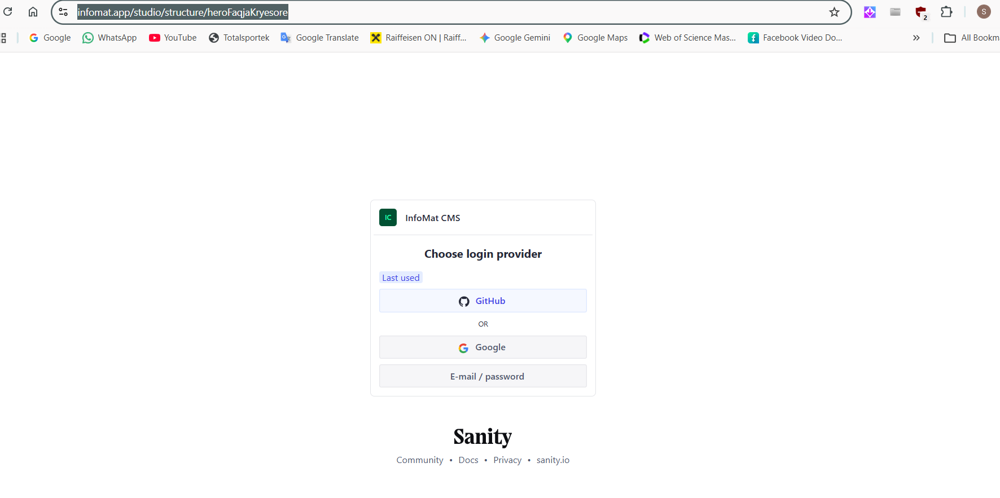 infomat.app/studio/structure/heroFaqjaKryesore
2
S
Google WhatsApp YouTube Totalsportek Google Translate Raiffeisen ON | Raiff... Google Gemini Google Maps Web of Science Mas... Facebook Video Do... All Bookm
IC InfoMat CMS
Choose login provider
Last used
GitHub
OR
Google
E-mail / password
Sanity
Community • Docs • Privacy • sanity.io